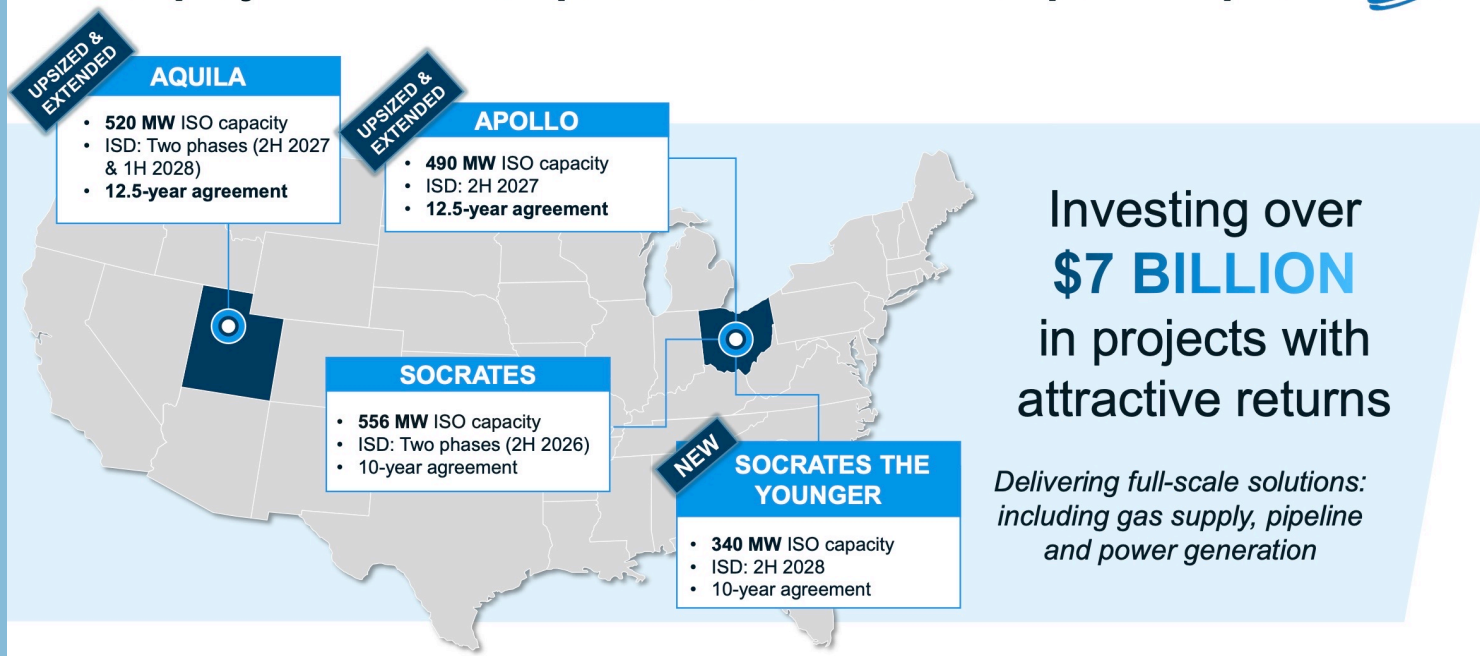 UPSIZED &
EXTENDED
AQUILA
• 520 MW ISO capacity
• ISD: Two phases (2H 2027
& 1H 2028)
• 12.5-year agreement
UPSIZED &
EXTENDED
APOLLO
• 490 MW ISO capacity
• ISD: 2H 2027
• 12.5-year agreement
SOCRATES
• 556 MW ISO capacity
• ISD: Two phases (2H 2026)
• 10-year agreement
NEW
SOCRATES THE
YOUNGER
• 340 MW ISO capacity
• ISD: 2H 2028
• 10-year agreement
Investing over
$7 BILLION
in projects with
attractive returns
Delivering full-scale solutions:
including gas supply, pipeline
and power generation